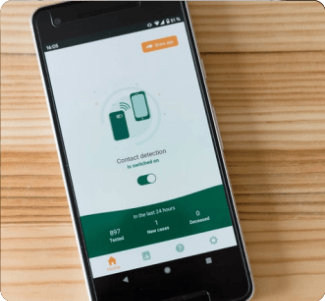 16:06
61%
Share app
Contact detection
is switched on
In the last 24 hours
897 1 0
Tested New cases Deceased
Home